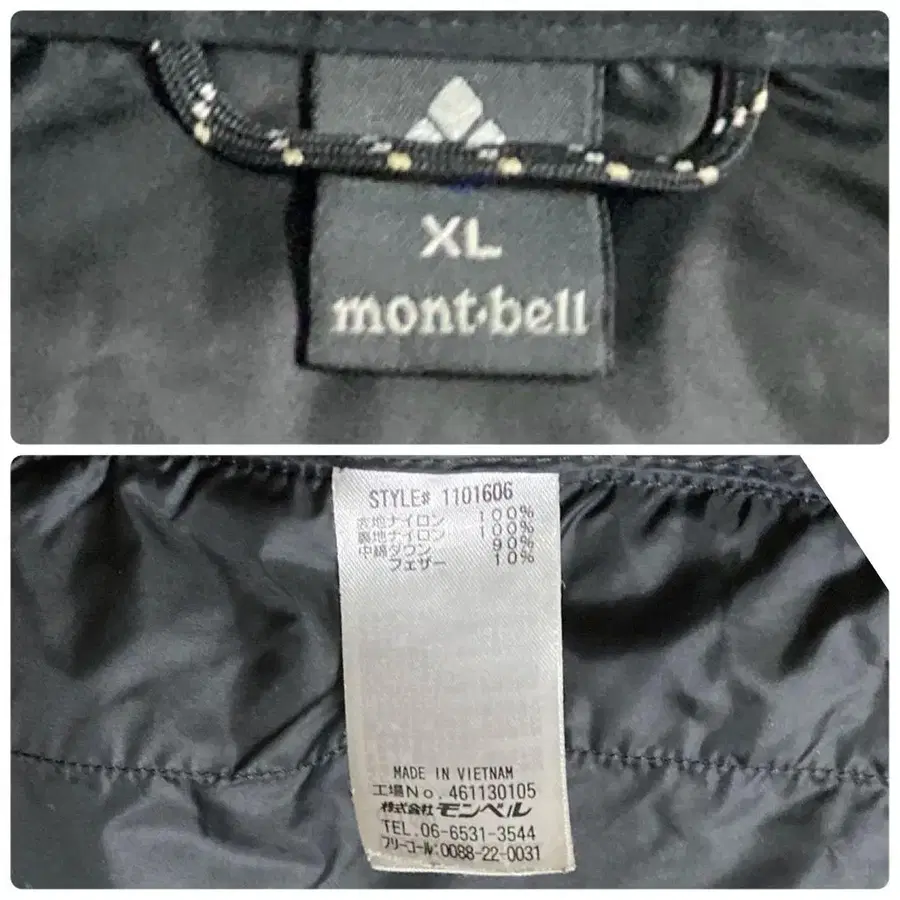 XL
mont·bell
STYLE# 1101606
表地ナイロン 100%
裏地ナイロン 100%
中綿ダウン 90%
フェザー 10%
MADE IN VIETNAM
工場No. 461130105
株式会社 モンベル
TEL. 06-6531-3544
フリーコール:0088-22-0031